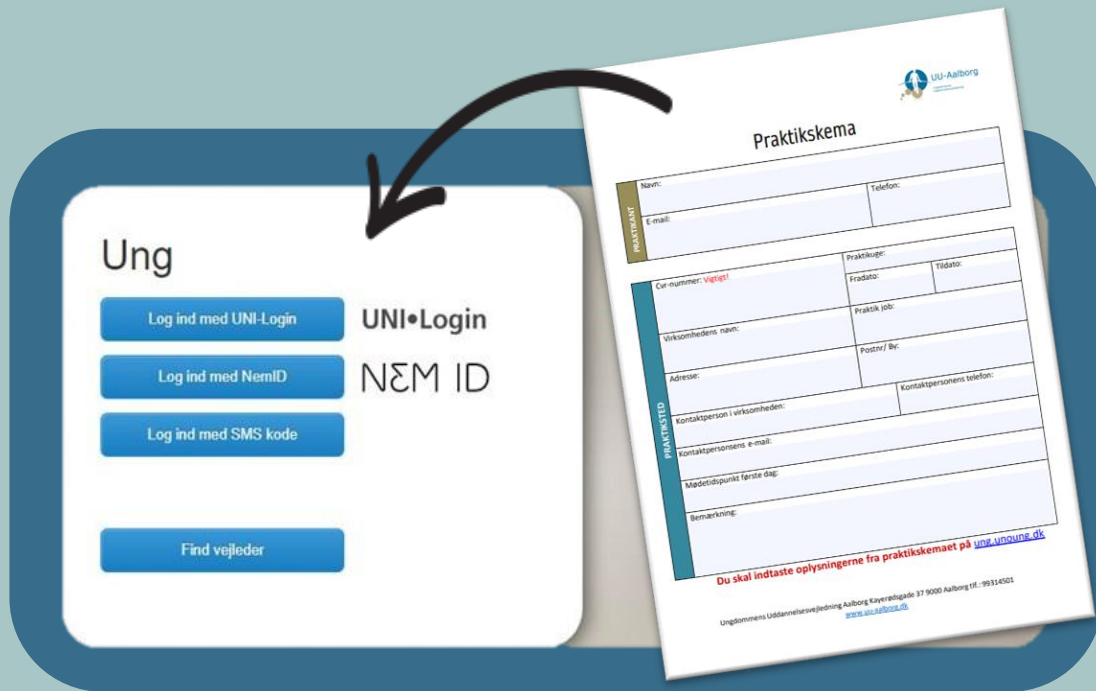 Ung
Log ind med UNI-Login
UNI•Login
Log ind med NemID
NEM ID
Log ind med SMS kode
Find vejleder
UU-Aalborg
Praktikskema
PRAKTIKANT
Navn:
E-mail:
Telefon:
PRAKTIKSTED
Cvr-nummer: Vigtigt!
Praktikuge:
Fradato:
Tildato:
Virksomhedens navn:
Praktik job:
Adresse:
Postnr/ By:
Kontaktperson i virksomheden:
Kontaktpersonens telefon:
Kontaktpersonsens e-mail:
Mødetidspunkt første dag:
Bemærkning:
Du skal indtaste oplysningerne fra praktikskemaet på ung.unoung.dk
Ungdommens Uddannelsesvejledning Aalborg Kayerødsgade 37 9000 Aalborg tlf.: 99314501
www.uu-aalborg.dk